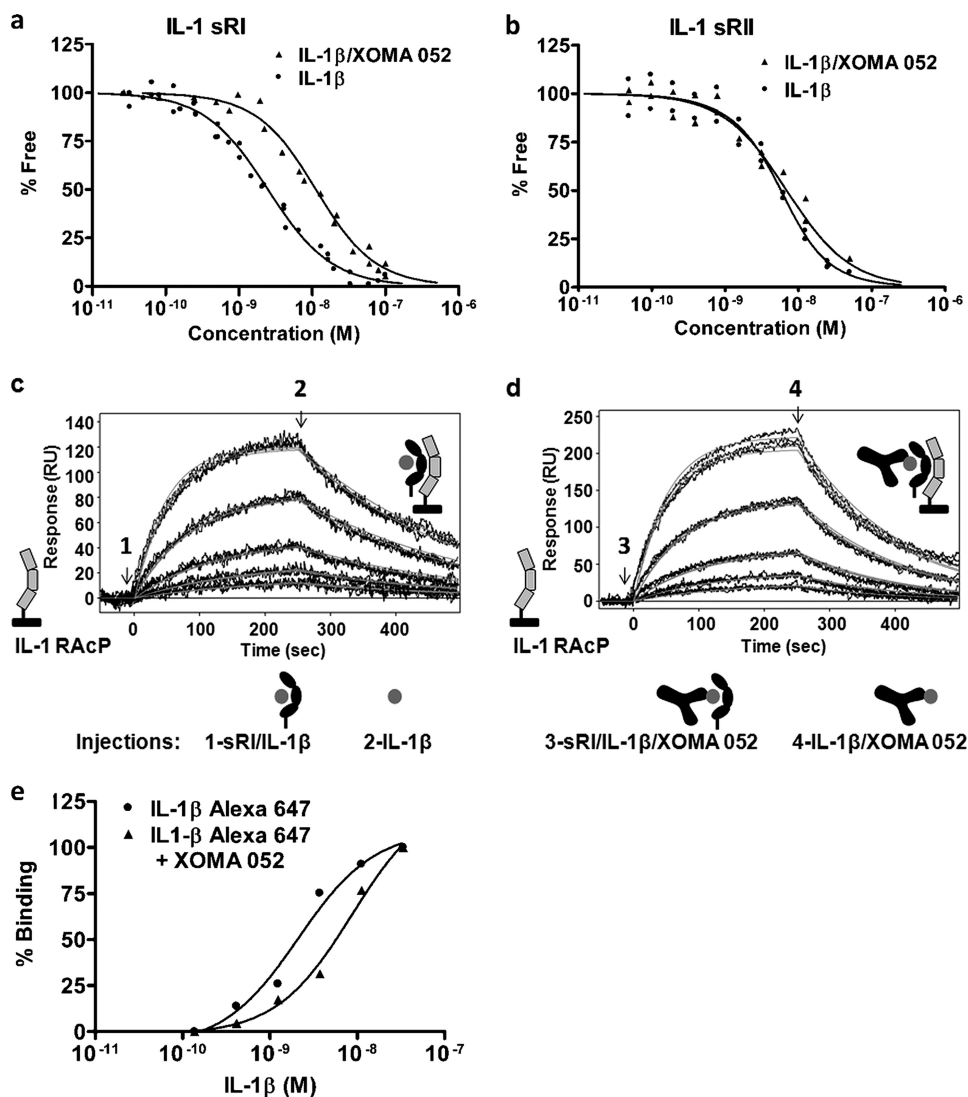 a
IL-1 sRI
IL-1β/XOMA 052
IL-1β
% Free
125
100
75
50
25
0
10-11
10-10
10-9
10-8
10-7
10-6
Concentration (M)
b
IL-1 sRII
IL-1β/XOMA 052
IL-1β
% Free
125
100
75
50
25
0
10-11
10-10
10-9
10-8
10-7
10-6
Concentration (M)
c
2
Response (RU)
140
120
100
80
60
40
20
0
1
0
100
200
300
400
Time (sec)
IL-1 RAcP
Injections:
1-sRI/IL-1β
2-IL-1β
d
4
Response (RU)
250
200
150
100
50
0
3
0
100
200
300
400
Time (sec)
IL-1 RAcP
3-sRI/IL-1β/XOMA 052
4-IL-1β/XOMA 052
e
IL-1β Alexa 647
IL1-β Alexa 647
+ XOMA 052
% Binding
125
100
75
50
25
0
10-11
10-10
10-9
10-8
10-7
IL-1β (M)